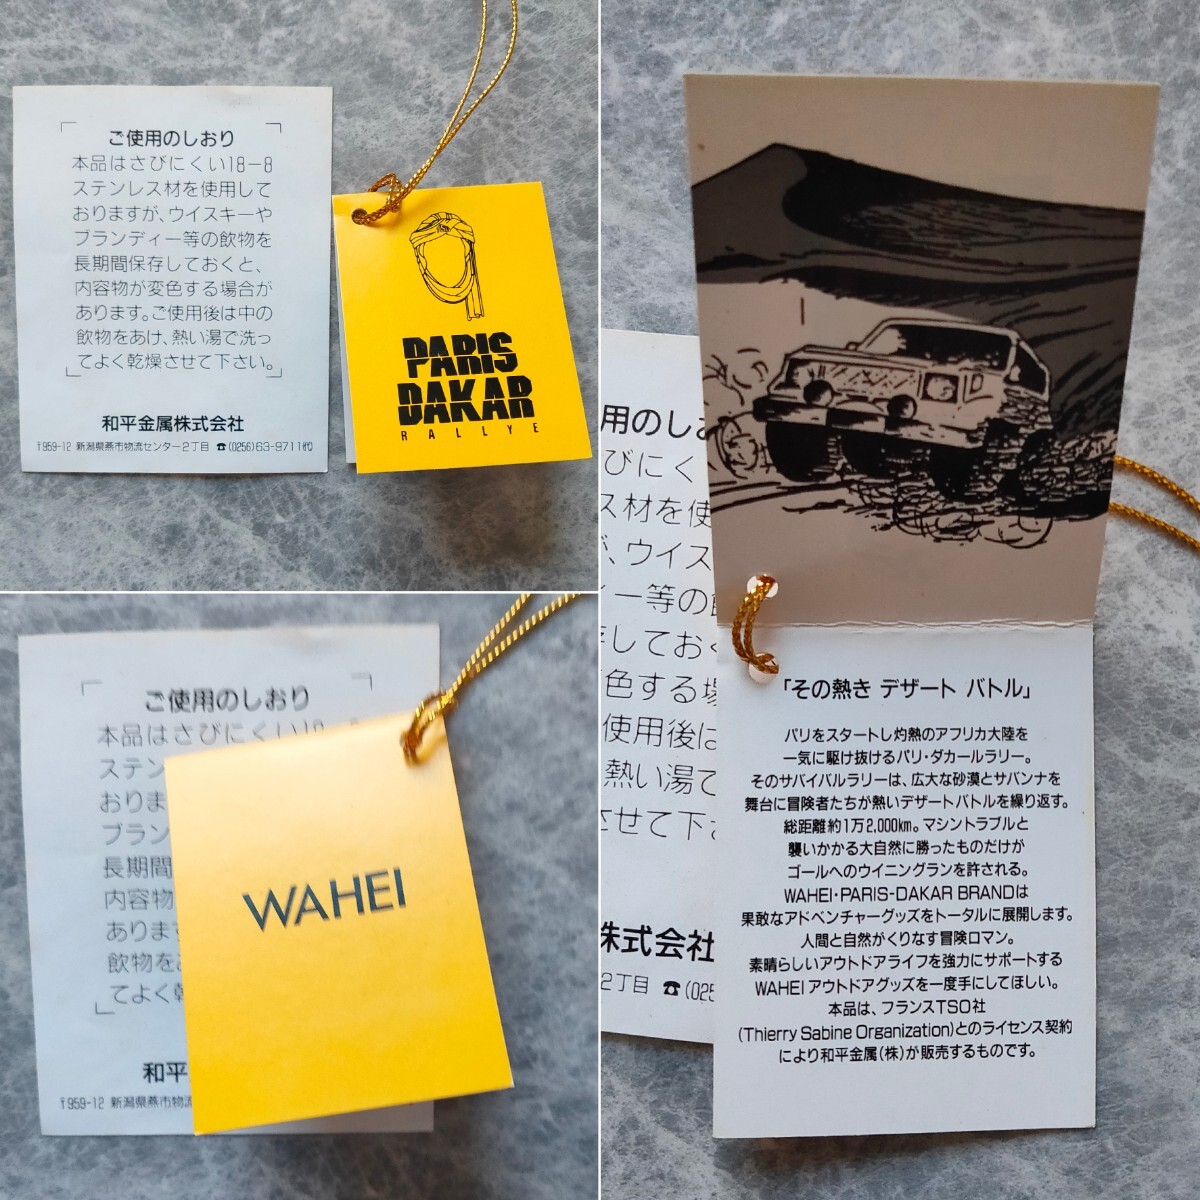 ご使用のしおり
本品はさびにくい18−8
ステンレス材を使用して
おりますが、ウイスキーや
ブランディー等の飲物を
長期間保存しておくと、
内容物が変色する場合が
あります。ご使用後は中の
飲物をあけ、熱い湯で洗っ
てよく乾燥させて下さい。
和平金属株式会社
〒959-12 新潟県燕市物流センター2丁目 ☎(0256)63-9711㈹
PARIS
DAKAR
RALLYE
ご使用のしおり
本品はさびにくい18−8
ステン
おりま
ブラン
長期間
内容物
あります
飲物を
てよく乾
和平
〒959-12 新潟県燕市物流
WAHEI
用のしお
びにく
ス材を使
、ウイス
ィー等の飲
存しておく
色する場
使用後は
熱い湯で
させて下さ
株式会社
2丁目 ☎(025
「その熱き デザート バトル」
パリをスタートし灼熱のアフリカ大陸を
一気に駆け抜けるパリ・ダカールラリー。
そのサバイバルラリーは、広大な砂漠とサバンナを
舞台に冒険者たちが熱いデザートバトルを繰り返す。
総距離約1万2,000km。マシントラブルと
襲いかかる大自然に勝ったものだけが
ゴールへのウイニングランを許される。
WAHEI・PARIS-DAKAR BRANDは
果敢なアドベンチャーグッズをトータルに展開します。
人間と自然がくりなす冒険ロマン。
素晴らしいアウトドアライフを強力にサポートする
WAHEIアウトドアグッズを一度手にしてほしい。
本品は、フランスTSO社
(Thierry Sabine Organization)とのライセンス契約
により和平金属(株)が販売するものです。